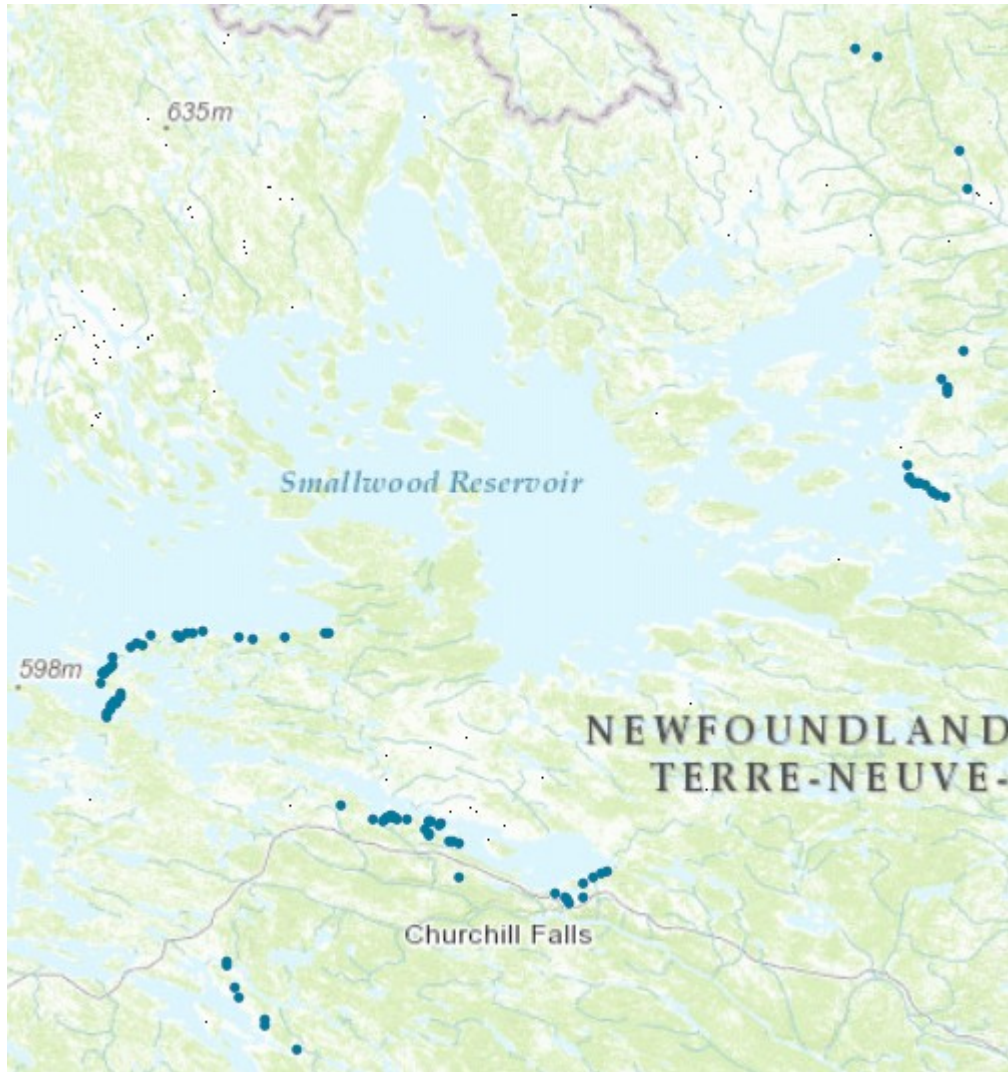 635m
Smallwood Reservoir
598m
NEWFOUNDLAND
TERRE-NEUVE-
Churchill Falls